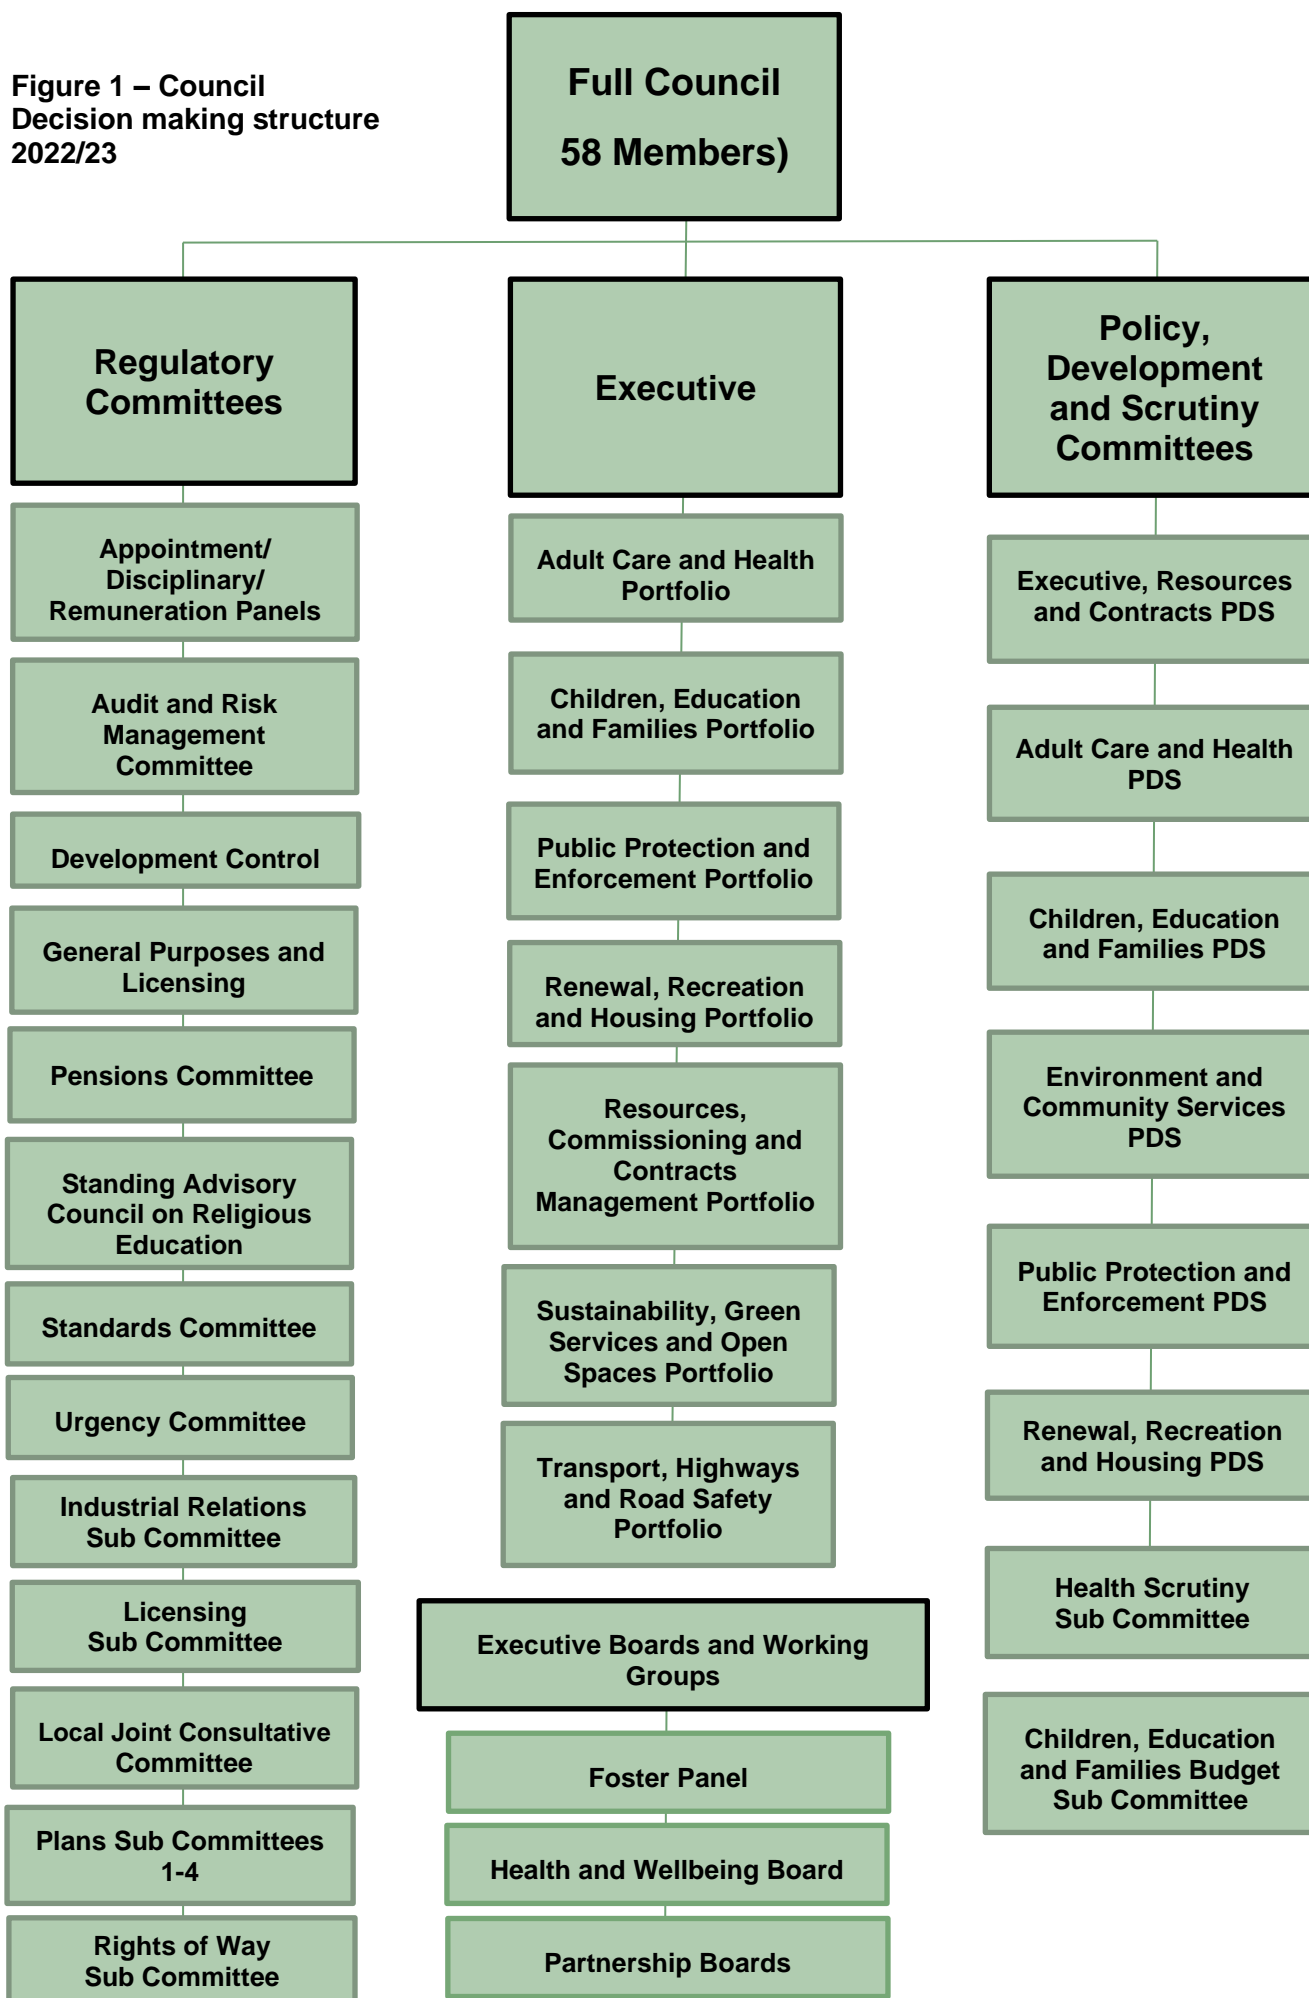 Figure 1 – Council
Decision making structure
2022/23
Full Council
58 Members)
Regulatory
Committees
Appointment/
Disciplinary/
Remuneration Panels
Audit and Risk
Management
Committee
Development Control
General Purposes and
Licensing
Pensions Committee
Standing Advisory
Council on Religious
Education
Standards Committee
Urgency Committee
Industrial Relations
Sub Committee
Licensing
Sub Committee
Local Joint Consultative
Committee
Plans Sub Committees
1-4
Rights of Way
Sub Committee
Executive
Adult Care and Health
Portfolio
Children, Education
and Families Portfolio
Public Protection and
Enforcement Portfolio
Renewal, Recreation
and Housing Portfolio
Resources,
Commissioning and
Contracts
Management Portfolio
Sustainability, Green
Services and Open
Spaces Portfolio
Transport, Highways
and Road Safety
Portfolio
Executive Boards and Working
Groups
Foster Panel
Health and Wellbeing Board
Partnership Boards
Policy,
Development
and Scrutiny
Committees
Executive, Resources
and Contracts PDS
Adult Care and Health
PDS
Children, Education
and Families PDS
Environment and
Community Services
PDS
Public Protection and
Enforcement PDS
Renewal, Recreation
and Housing PDS
Health Scrutiny
Sub Committee
Children, Education
and Families Budget
Sub Committee